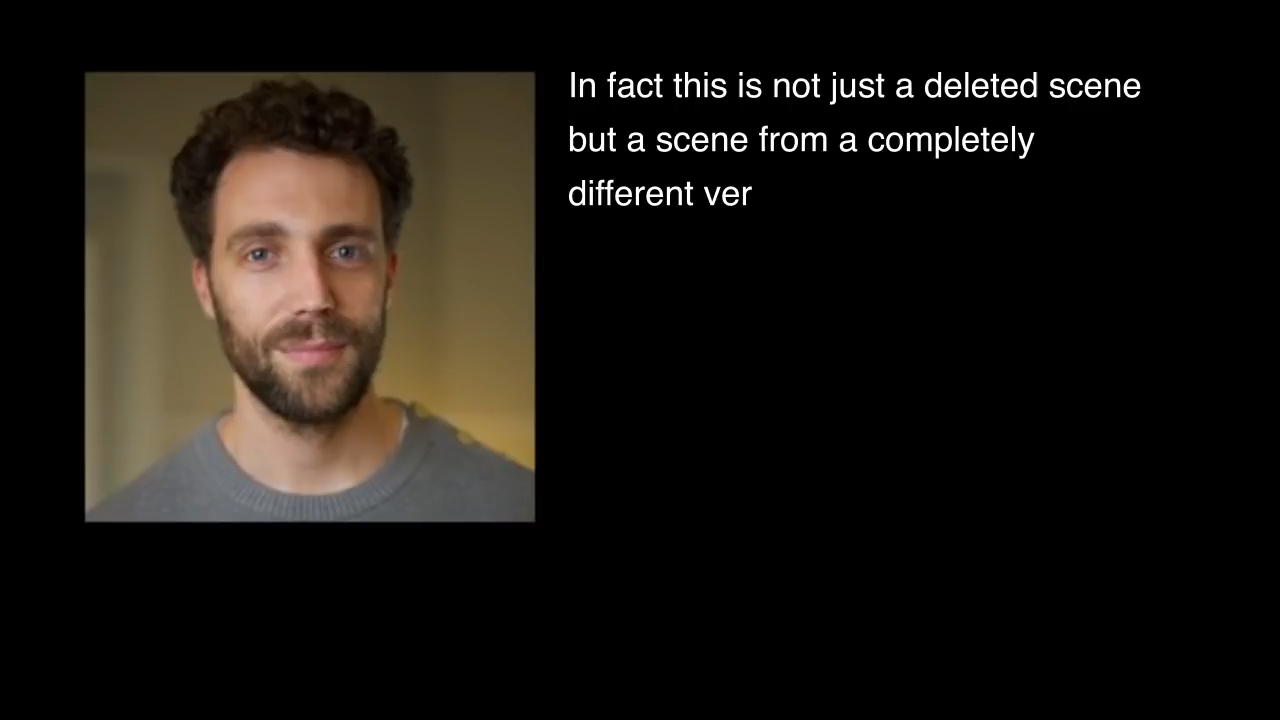 In fact this is not just a deleted scene
but a scene from a completely
different ver